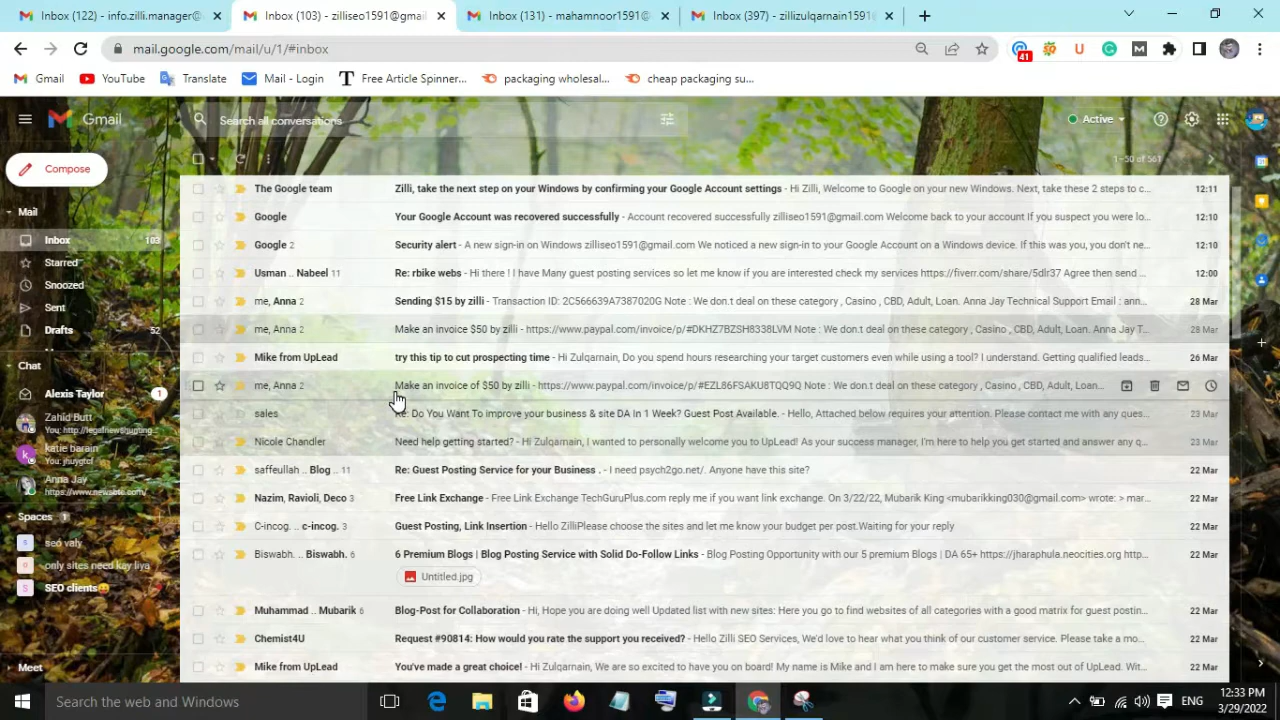 Inbox (122) - mail.manager@
Inbox (103) - zilliseo1591@gmail
Inbox (131) - mahanoor1591@
Inbox (397) - zillizulqarnain1591@
mail.google.com/mail/u/1/#inbox
41
Gmail
YouTube
Translate
Mail - Login
Free Article Spinner...
packaging wholesal...
cheap packaging su...
Gmail
Search all conversations
Active
Compose
1–50 of 561
The Google team Zilli, take the next step on your Windows by confirming your Google Account settings - Hi Zilli, Welcome to Google on your new Windows. Next, take these 2 steps to c... 12:11
Google Your Google Account was recovered successfully - Account recovered successfully zilliseo1591@gmail.com Welcome back to your account If you suspect you were lo... 12:10
Google 2 Security alert - A new sign-in on Windows zilliseo1591@gmail.com We noticed a new sign-in to your Google Account on a Windows device. If this was you, you don't ne... 12:10
Usman .. Nabeel 11 Re: rbike webs - Hi there ! I have Many guest posting services so let me know if you are interested check my services https://fiverr.com/share/5dlr37 Agree then send ... 12:00
me, Anna 2 Sending $15 by zilli - Transaction ID: 2C566639A7387020G Note : We don.t deal on these category , Casino , CBD, Adult, Loan. Anna Jay Technical Support Email : ann... 28 Mar
me, Anna 2 Make an invoice $50 by zilli - https://www.paypal.com/invoice/p/#DKHZ7BZSH8338LVM Note : We don.t deal on these category , Casino , CBD, Adult, Loan. Anna Jay T... 28 Mar
Mike from UpLead try this tip to cut prospecting time - Hi Zulqarnain, Do you spend hours researching your target customers even while using a tool? I understand. Getting qualified leads... 26 Mar
me, Anna 2 Make an invoice of $50 by zilli - https://www.paypal.com/invoice/p/#EZL86FSAKU8TQQ9Q Note : We don.t deal on these category , Casino , CBD, Adult, Loan...
sales Re: Do You Want To improve your business & site DA In 1 Week? Guest Post Available. - Hello, Attached below requires your attention. Please contact me with any ques... 23 Mar
Nicole Chandler Need help getting started? - Hi Zulqarnain, I wanted to personally welcome you to UpLead! As your success manager, I'm here to help you get started and answer any q... 23 Mar
saffeullah .. Blog .. 11 Re: Guest Posting Service for your Business . - I need psych2go.net/. Anyone have this site? 22 Mar
Nazim, Ravioli, Deco 3 Free Link Exchange - Free Link Exchange TechGuruPlus.com reply me if you want link exchange. On 3/22/22, Mubarik King <mubarikking030@gmail.com> wrote: > mar... 22 Mar
C-incog. .. c-incog. 3 Guest Posting, Link Insertion - Hello ZilliPlease choose the sites and let me know your budget per post.Waiting for your reply 22 Mar
Biswabh. .. Biswabh. 6 6 Premium Blogs | Blog Posting Service with Solid Do-Follow Links - Blog Posting Opportunity with our 5 premium Blogs | DA 65+ https://jharaphula.neocities.org http... 22 Mar
Untitled.jpg
Muhammad .. Mubarik 6 Blog-Post for Collaboration - Hi, Hope you are doing well Updated list with new sites: Here you go to find websites of all categories with a good matrix for guest postin... 22 Mar
Chemist4U Request #90814: How would you rate the support you received? - Hello Zilli SEO Services, We'd love to hear what you think of our customer service. Please take a mo... 22 Mar
Mike from UpLead You've made a great choice! - Hi Zulqarnain, We are so excited to have you on board! My name is Mike and I am here to make sure you get the most out of UpLead. Wit... 22 Mar
Mail
Inbox 103
Starred
Snoozed
Sent
Drafts 52
Chat
Alexis Taylor 1
Zahid Butt
You: http://legalnewshunting...
katie barain
You: jhuygtcf
Anna Jay
https://www.newsbtc.com/
Spaces 1
s seo valy
o only sites need kay liya
S SEO clients😛
Meet
Search the web and Windows
ENG
12:33 PM
3/29/2022